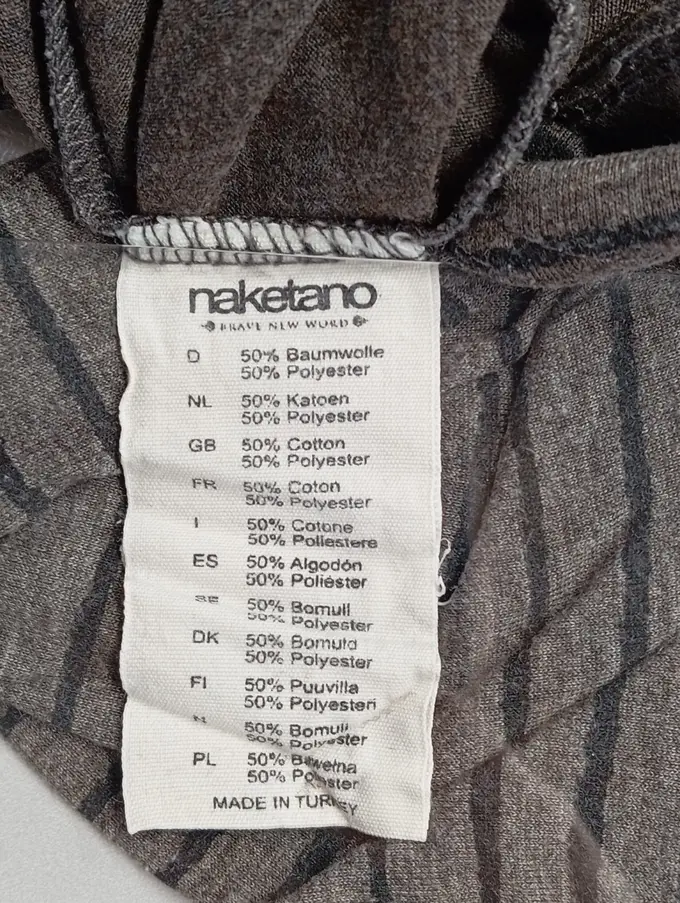 naketano
BRAVE NEW WORLD
D 50% Baumwolle
50% Polyester
NL 50% Katoen
50% Polyester
GB 50% Cotton
50% Polyester
FR 50% Coton
50% Polyester
I 50% Cotone
50% Poliestere
ES 50% Algodón
50% Poliéster
SE 50% Bomull
50% Polyester
DK 50% Bomuld
50% Polyester
FI 50% Puuvilla
50% Polyesteri
N 50% Bomull
50% Polyester
PL 50% Bawełna
50% Poliester
MADE IN TURKEY